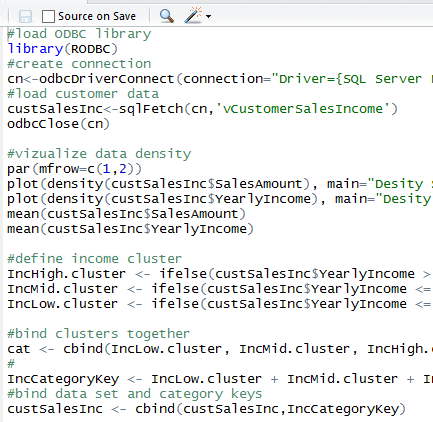 Source on Save
#load ODBC library
library(RODBC)
#create connection
cn<-odbcDriverConnect(connection="Driver={SQL Server
#load customer data
custSalesInc<-sqlFetch(cn,'vCustomerSalesIncome')
odbcClose(cn)
#vizualize data density
par(mfrow=c(1,2))
plot(density(custSalesInc$SalesAmount), main="Desity
plot(density(custSalesInc$YearlyIncome), main="Desity
mean(custSalesInc$SalesAmount)
mean(custSalesInc$YearlyIncome)
#define income cluster
IncHigh.cluster <- ifelse(custSalesInc$YearlyIncome >
IncMid.cluster <- ifelse(custSalesInc$YearlyIncome <=
IncLow.cluster <- ifelse(custSalesInc$YearlyIncome <=
#bind clusters together
cat <- cbind(IncLow.cluster, IncMid.cluster, IncHigh.
#
IncCategoryKey <- IncLow.cluster + IncMid.cluster +
#bind data set and category keys
custSalesInc <- cbind(custSalesInc,IncCategoryKey)